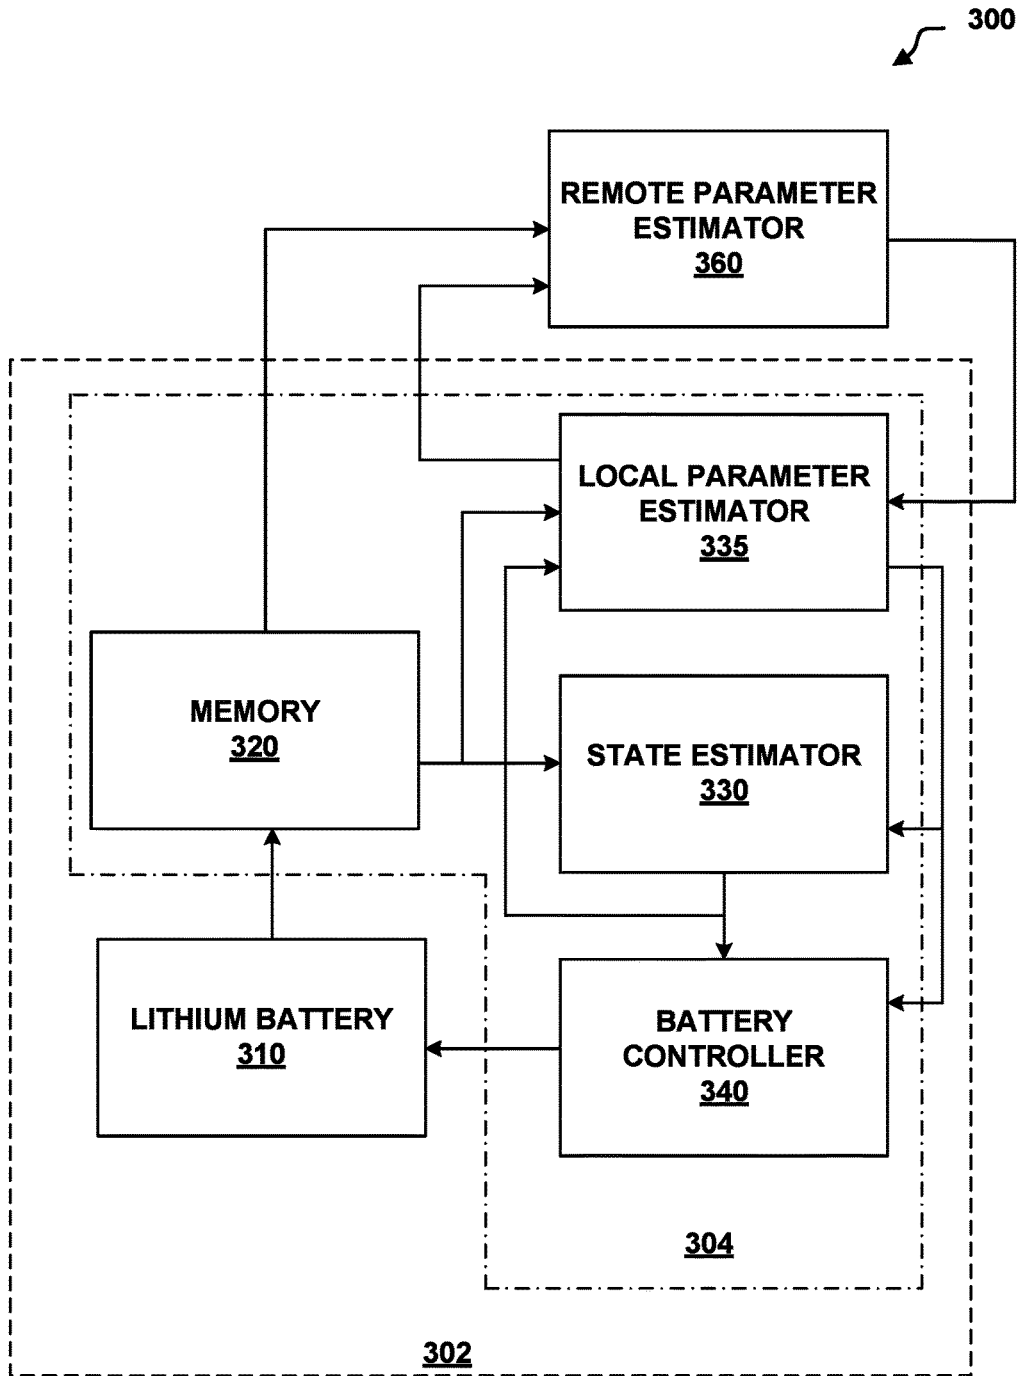 300
REMOTE PARAMETER
ESTIMATOR
360
LOCAL PARAMETER
ESTIMATOR
335
MEMORY
320
STATE ESTIMATOR
330
LITHIUM BATTERY
310
BATTERY
CONTROLLER
340
304
302